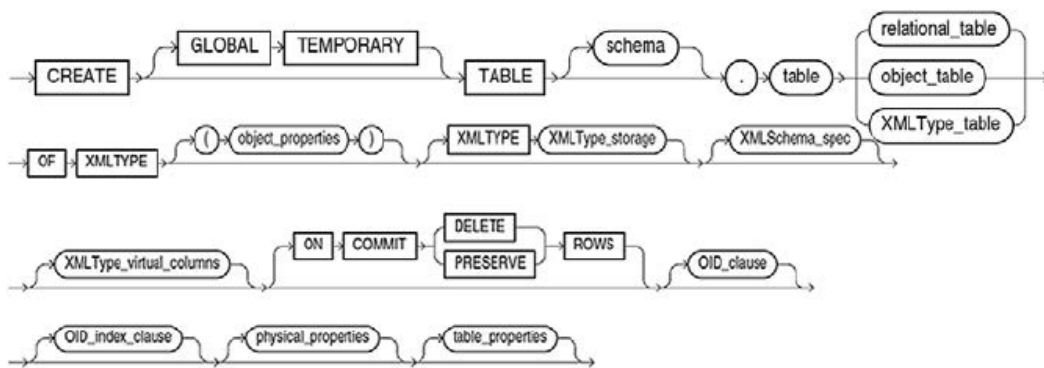 GLOBAL TEMPORARY schema relational_table
CREATE TABLE . table object_table
XMLType_table
OF XMLTYPE ( object_properties ) XMLTYPE XMLType_storage XMLSchema_spec
XMLType_virtual_columns ON COMMIT DELETE ROWS OID_clause
PRESERVE
OID_index_clause physical_properties table_properties